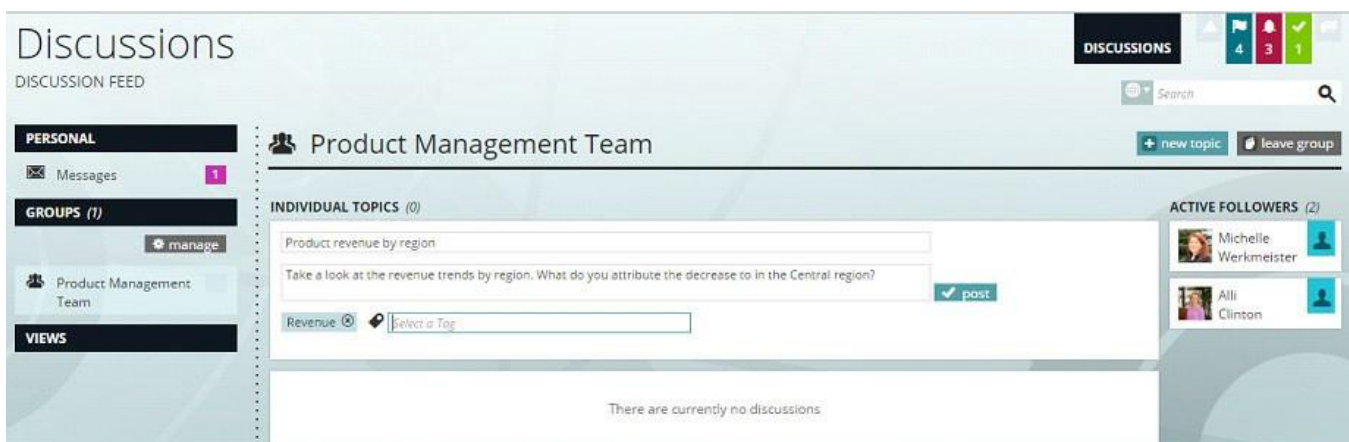 Discussions
DISCUSSION FEED
DISCUSSIONS
4
3
1
Search
PERSONAL
Messages
1
GROUPS (1)
manage
Product Management
Team
VIEWS
Product Management Team
new topic
leave group
INDIVIDUAL TOPICS (0)
Product revenue by region
Take a look at the revenue trends by region. What do you attribute the decrease to in the Central region?
post
Revenue
Select a Tag
There are currently no discussions
ACTIVE FOLLOWERS (2)
Michelle
Werkmeister
Alli
Clinton